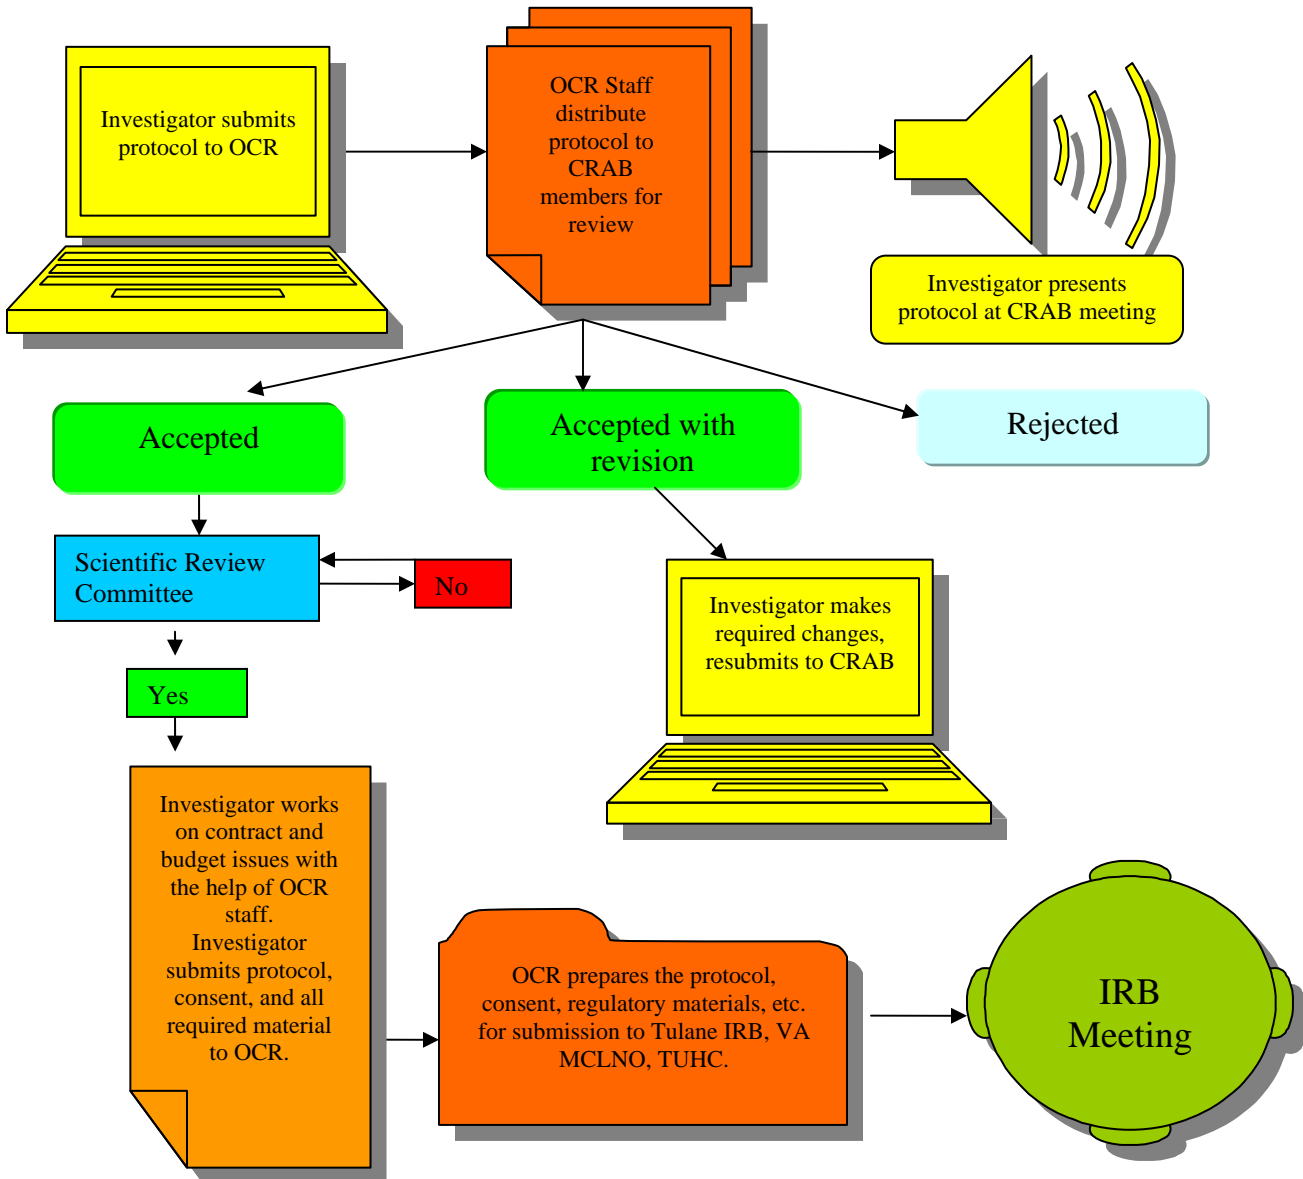 Investigator submits
protocol to OCR
OCR Staff
distribute
protocol to
CRAB
members for
review
Investigator presents
protocol at CRAB meeting
Accepted
Accepted with
revision
Rejected
Scientific Review
Committee
No
Yes
Investigator makes
required changes,
resubmits to CRAB
Investigator works
on contract and
budget issues with
the help of OCR
staff.
Investigator
submits protocol,
consent, and all
required material
to OCR.
OCR prepares the protocol,
consent, regulatory materials, etc.
for submission to Tulane IRB, VA
MCLNO, TUHC.
IRB
Meeting